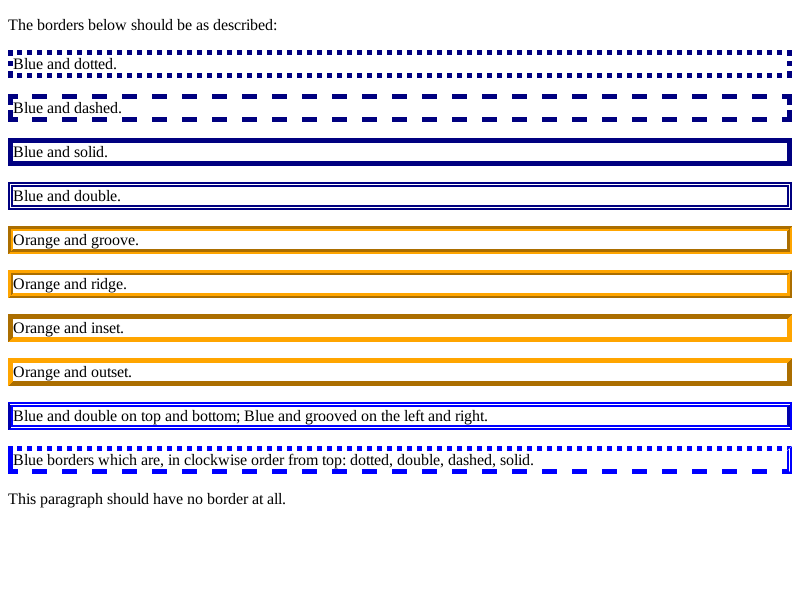 The borders below should be as described:
Blue and dotted.
Blue and dashed.
Blue and solid.
Blue and double.
Orange and groove.
Orange and ridge.
Orange and inset.
Orange and outset.
Blue and double on top and bottom; Blue and grooved on the left and right.
Blue borders which are, in clockwise order from top: dotted, double, dashed, solid.
This paragraph should have no border at all.